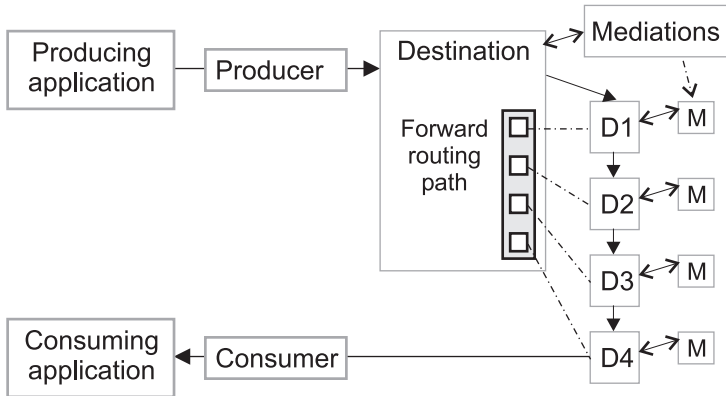 Producing
application
Producer
Destination
Mediations
Forward
routing
path
D1
M
D2
M
D3
M
D4
M
Consuming
application
Consumer